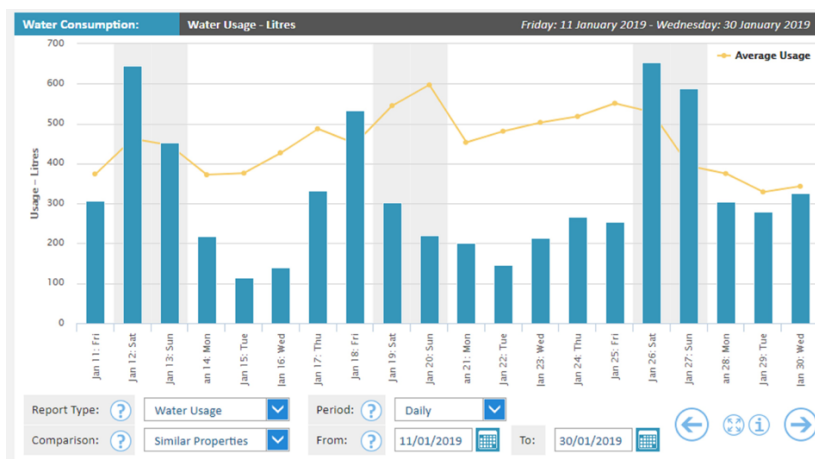 Water Consumption: Water Usage - Litres Friday: 11 January 2019 - Wednesday: 30 January 2019
700
Average Usage
600
500
400
300
200
100
0
Usage – Litres
Jan 11: Fri
Jan 12: Sat
Jan 13: Sun
an 14: Mon
Jan 15: Tue
Jan 16: Wed
Jan 17: Thu
Jan 18: Fri
Jan 19: Sat
Jan 20: Sun
an 21: Mon
Jan 22: Tue
Jan 23: Wed
Jan 24: Thu
Jan 25: Fri
Jan 26: Sat
Jan 27: Sun
an 28: Mon
Jan 29: Tue
Jan 30: Wed
Report Type: ? Water Usage Period: ? Daily
Comparison: ? Similar Properties From: ? 11/01/2019 To: 30/01/2019